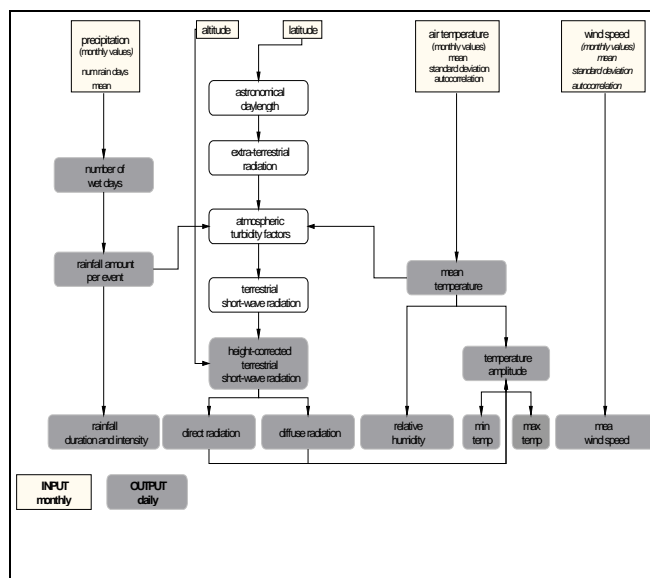 precipitation
(monthly values)
num rain days
mean
altitude
latitude
air temperature
(monthly values)
mean
standard deviation
autocorrelation
wind speed
(monthly values)
mean
standard deviation
autocorrelation
astronomical
daylength
number of
wet days
extra-terrestrial
radiation
atmospheric
turbidity factors
rainfall amount
per event
mean
temperature
terrestrial
short-wave radiation
height-corrected
terrestrial
short-wave radiation
temperature
amplitude
rainfall
duration and intensity
direct radiation
diffuse radiation
relative
humidity
min
temp
max
temp
mea
wind speed
INPUT
monthly
OUTPUT
daily